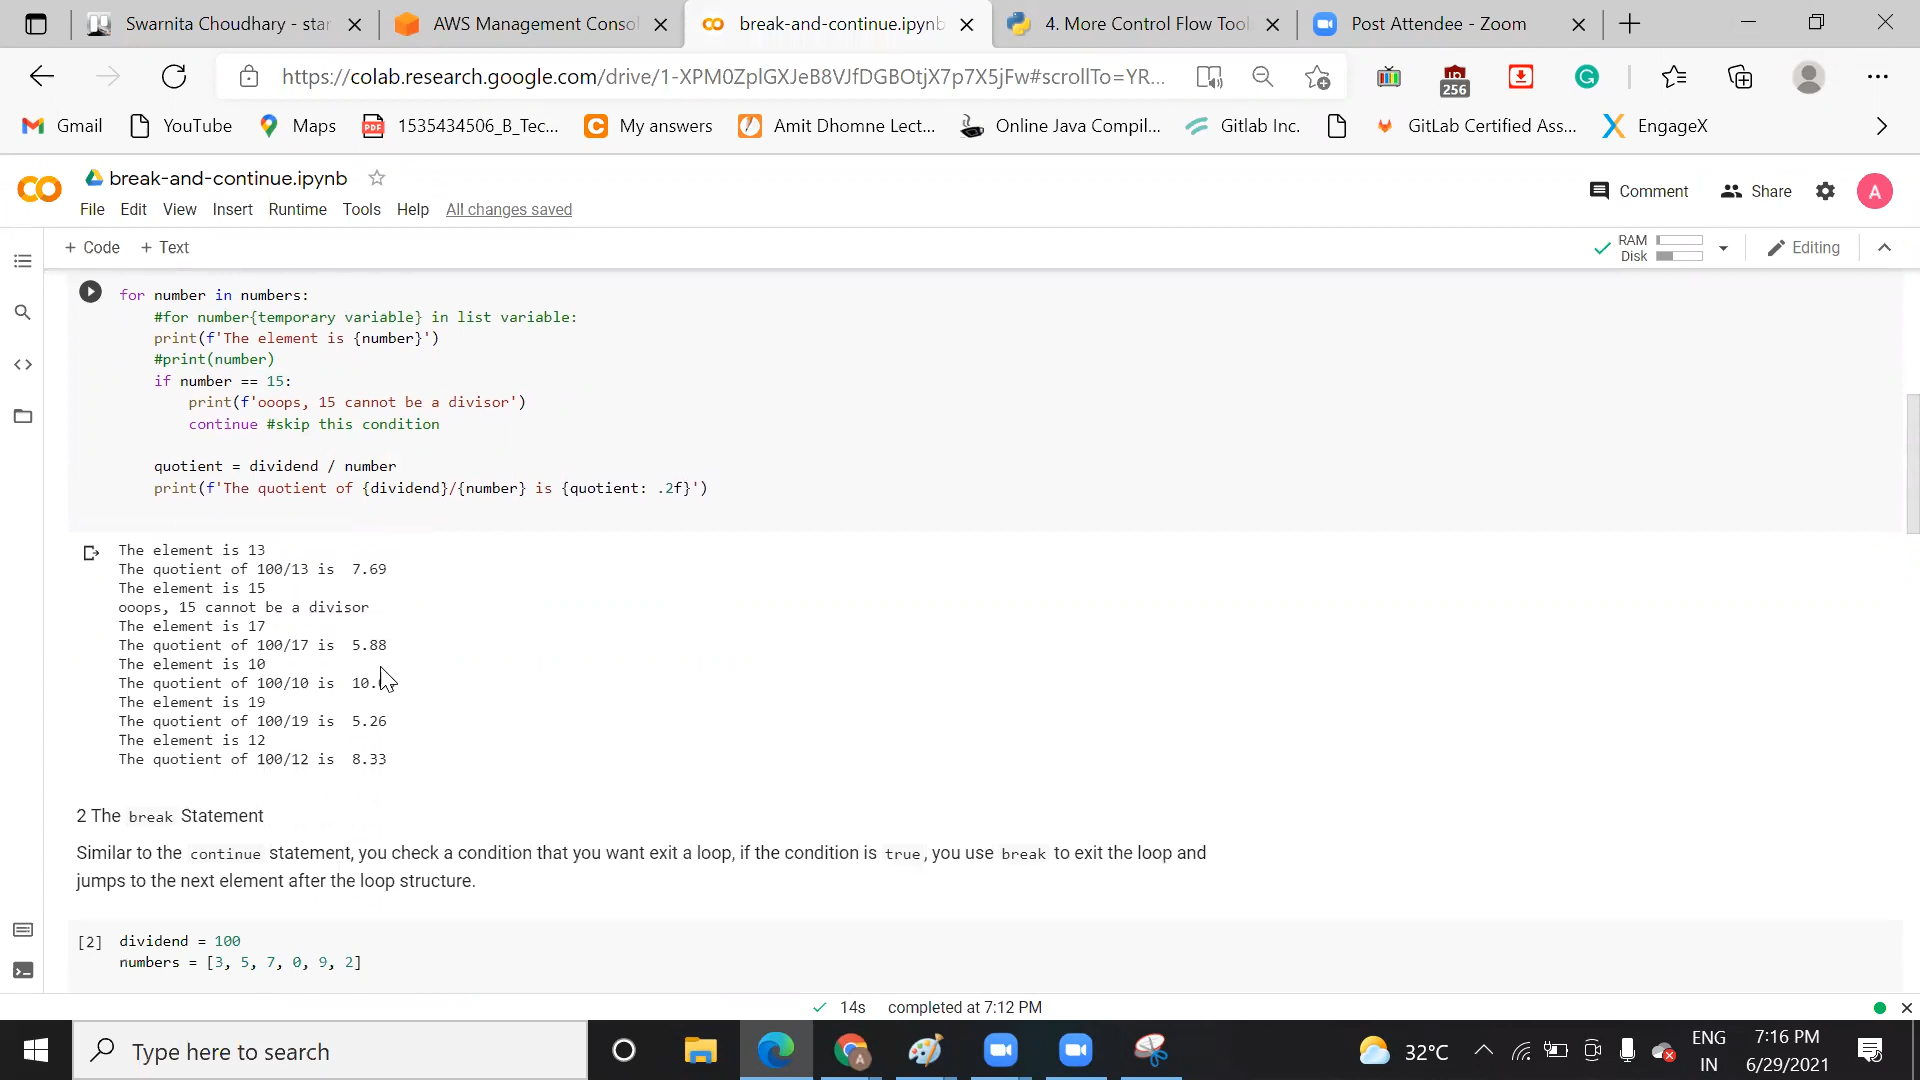 Swarnita Choudhary - star
AWS Management Consol
break-and-continue.ipynb
4. More Control Flow Tool
Post Attendee - Zoom
https://colab.research.google.com/drive/1-XPM0ZplGXJeB8VJfDGBOtjX7p7X5jFw#scrollTo=YR...
256
Gmail
YouTube
Maps
PDF
1535434506_B_Tec...
My answers
Amit Dhomne Lect...
Online Java Compil...
Gitlab Inc.
GitLab Certified Ass...
EngageX
break-and-continue.ipynb
Comment
Share
A
File Edit View Insert Runtime Tools Help All changes saved
+ Code + Text
RAM
Disk
Editing
for number in numbers:
#for number{temporary variable} in list variable:
print(f'The element is {number}')
#print(number)
if number == 15:
print(f'ooops, 15 cannot be a divisor')
continue #skip this condition
quotient = dividend / number
print(f'The quotient of {dividend}/{number} is {quotient: .2f}')
The element is 13
The quotient of 100/13 is  7.69
The element is 15
ooops, 15 cannot be a divisor
The element is 17
The quotient of 100/17 is  5.88
The element is 10
The quotient of 100/10 is  10.
The element is 19
The quotient of 100/19 is  5.26
The element is 12
The quotient of 100/12 is  8.33
2 The break Statement
Similar to the continue statement, you check a condition that you want exit a loop, if the condition is true, you use break to exit the loop and
jumps to the next element after the loop structure.
[2] dividend = 100
numbers = [3, 5, 7, 0, 9, 2]
14s completed at 7:12 PM
Type here to search
A
32°C
ENG
IN
7:16 PM
6/29/2021